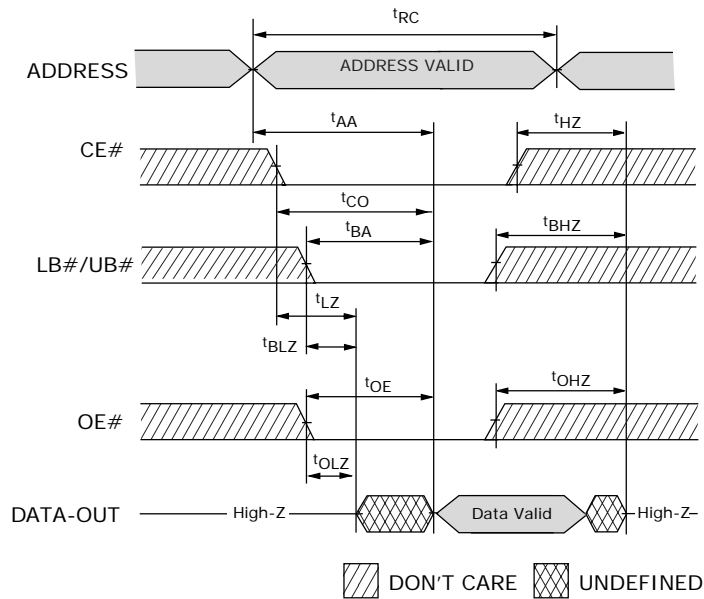 tRC
ADDRESS
ADDRESS VALID
tAA
tHZ
CE#
tCO
tBA
tBHZ
LB#/UB#
tLZ
tBLZ
tOE
tOHZ
OE#
tOLZ
DATA-OUT
High-Z
Data Valid
High-Z
DON'T CARE
UNDEFINED